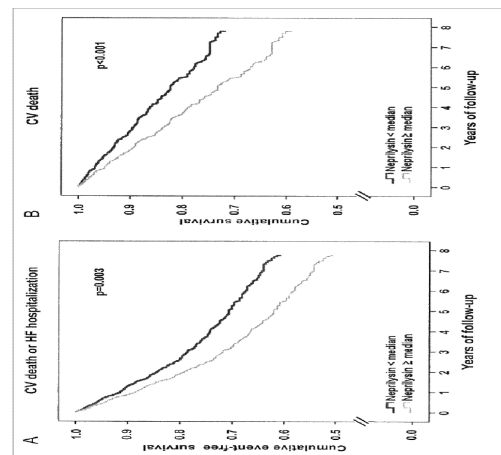 A
CV death or HF hospitalization
p=0.003
Cumulative event-free survival
1.0
0.9
0.8
0.7
0.6
0.5
0.0
Neprilysin < median
Neprilysin ≥ median
0 1 2 3 4 5 6 7 8
Years of follow-up
B
CV death
p<0.001
Cumulative survival
1.0
0.9
0.8
0.7
0.6
0.5
0.0
Neprilysin < median
Neprilysin ≥ median
0 1 2 3 4 5 6 7 8
Years of follow-up